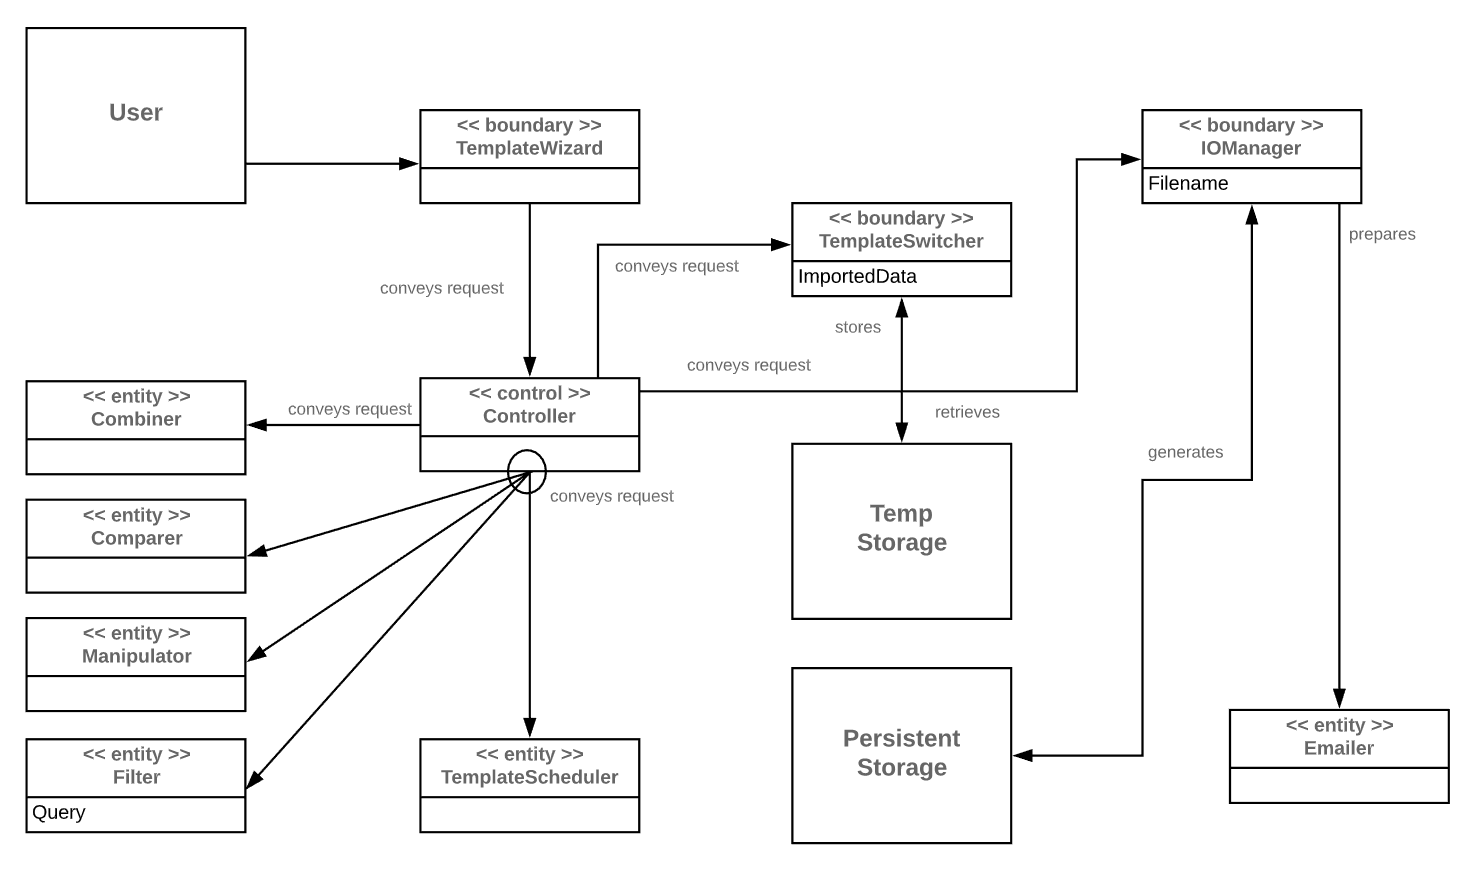 User
<< boundary >>
TemplateWizard
<< boundary >>
IOManager
Filename
<< boundary >>
TemplateSwitcher
ImportedData
prepares
conveys request
conveys request
stores
conveys request
<< entity >>
Combiner
conveys request
<< control >>
Controller
retrieves
generates
conveys request
<< entity >>
Comparer
Temp
Storage
<< entity >>
Manipulator
Persistent
Storage
<< entity >>
Emailer
<< entity >>
Filter
Query
<< entity >>
TemplateScheduler